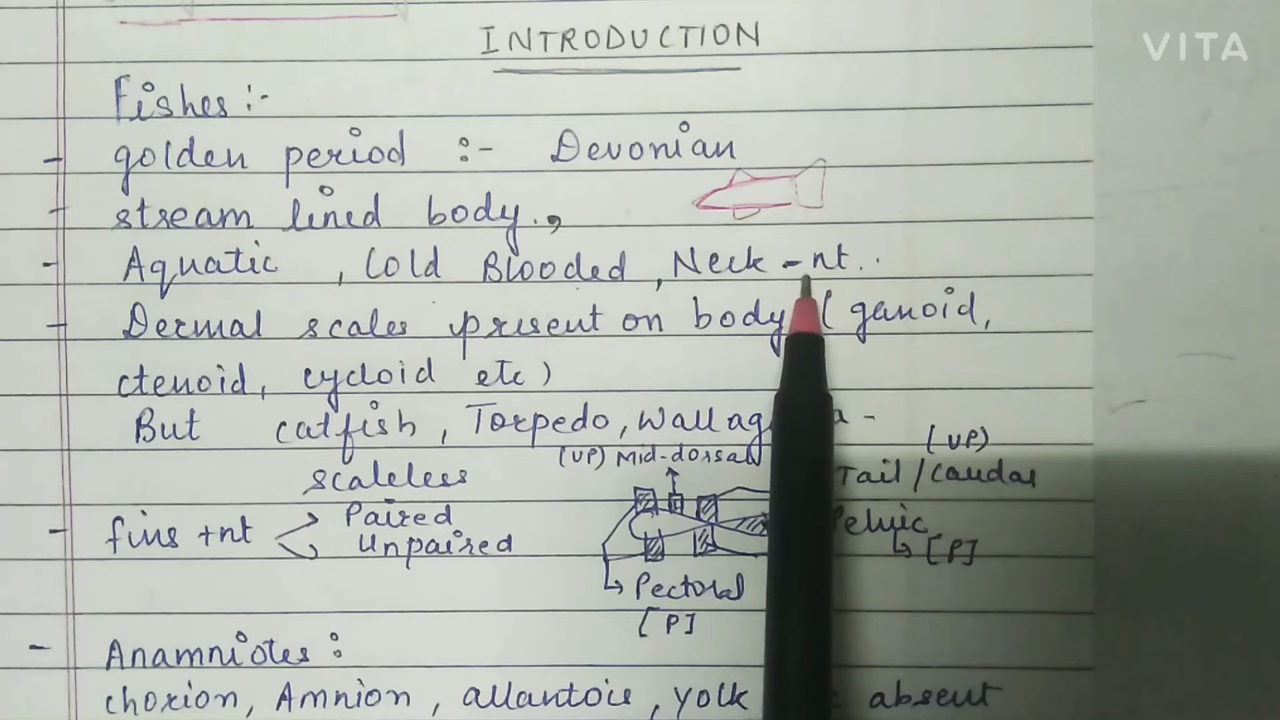 INTRODUCTION
VITA
Fishes :-
- golden period :- Devonian
- stream lined body.,
- Aquatic , Cold Blooded , Neck -nt..
- Dermal scales present on body ( ganoid,
ctenoid, cycloid etc )
But catfish , Torpedo, -
scaleless
(UP) Mid-dorsal
(UP)
Tail / Caudal
- fins +nt Paired
Unpaired
Pelvic
[P]
Pectoral
[P]
- Anamniotes :
chorion, Amnion , allantois , yolk absent